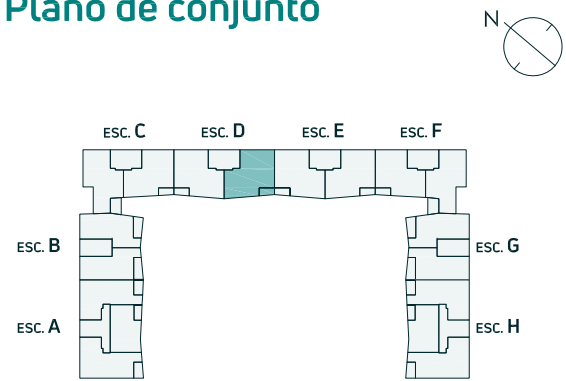 Plano de conjunto
N
ESC. C
ESC. D
ESC. E
ESC. F
ESC. B
ESC. G
ESC. A
ESC. H